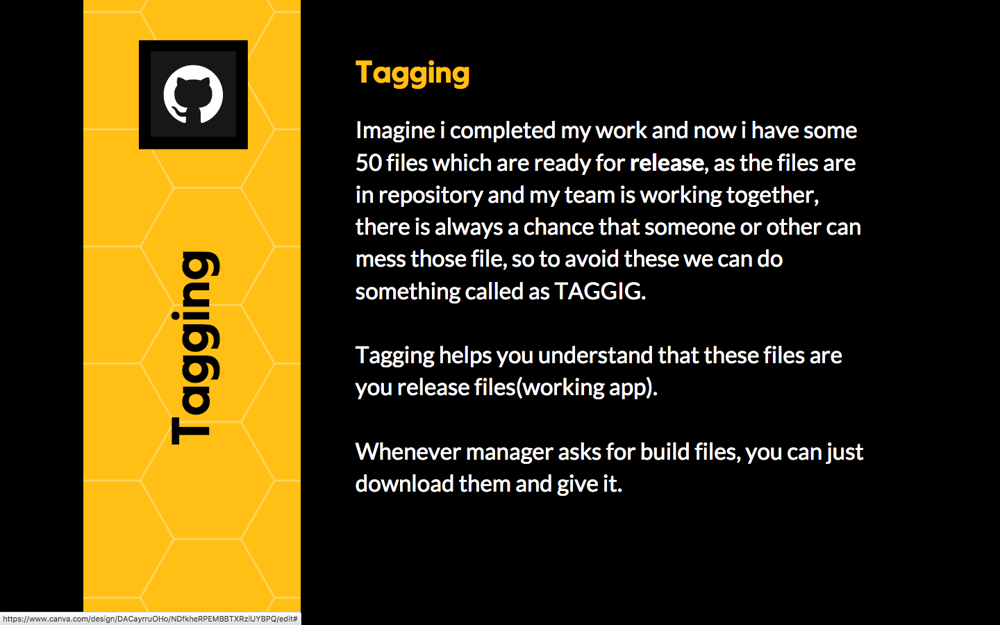 Tagging
Tagging
Imagine i completed my work and now i have some
50 files which are ready for release, as the files are
in repository and my team is working together,
there is always a chance that someone or other can
mess those file, so to avoid these we can do
something called as TAGGIG.
Tagging helps you understand that these files are
you release files(working app).
Whenever manager asks for build files, you can just
download them and give it.
https://www.canva.com/design/DACayrruOHo/NDfkheRPEMBBTXRziUYBPQ/edit#